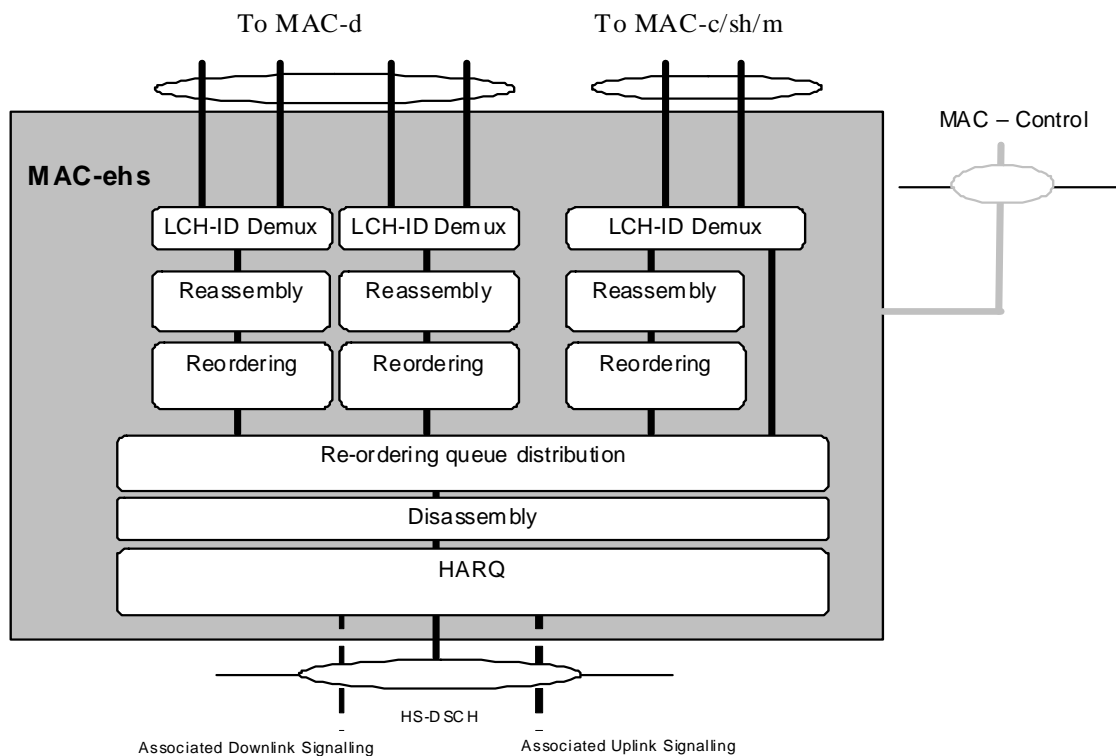 To MAC-d
To MAC-c/sh/m
MAC – Control
MAC-ehs
LCH-ID Demux
LCH-ID Demux
LCH-ID Demux
Reassembly
Reassembly
Reassembly
Reordering
Reordering
Reordering
Re-ordering queue distribution
Disassembly
HARQ
HS-DSCH
Associated Downlink Signalling
Associated Uplink Signalling